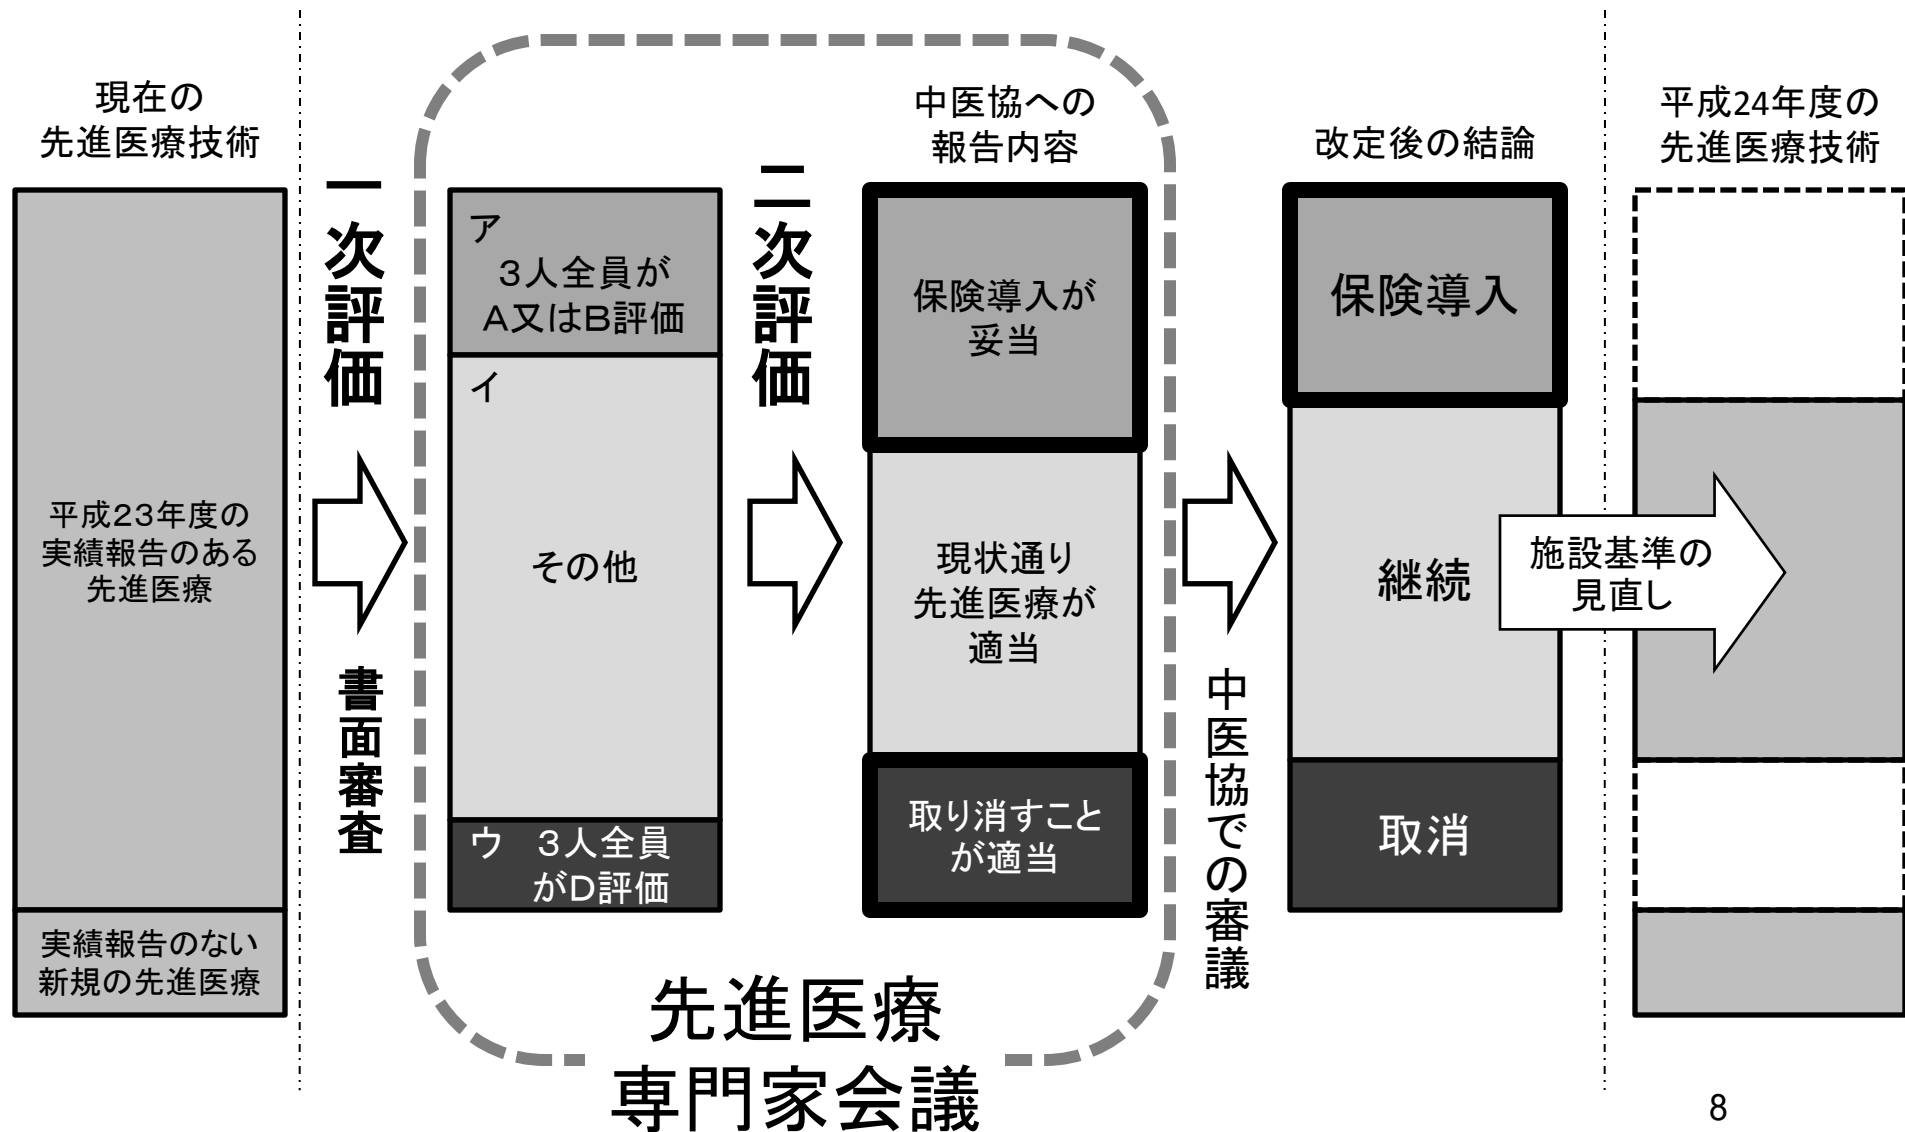 現在の
先進医療技術
平成２３年度の
実績報告のある
先進医療
実績報告のない
新規の先進医療
一次評価
書面審査
ア
３人全員が
Ａ又はＢ評価
イ
その他
ウ　３人全員
がＤ評価
二次評価
中医協への
報告内容
保険導入が
妥当
現状通り
先進医療が
適当
取り消すこと
が適当
先進医療
専門家会議
中医協での審議
改定後の結論
保険導入
継続
取消
施設基準の
見直し
平成24年度の
先進医療技術
8